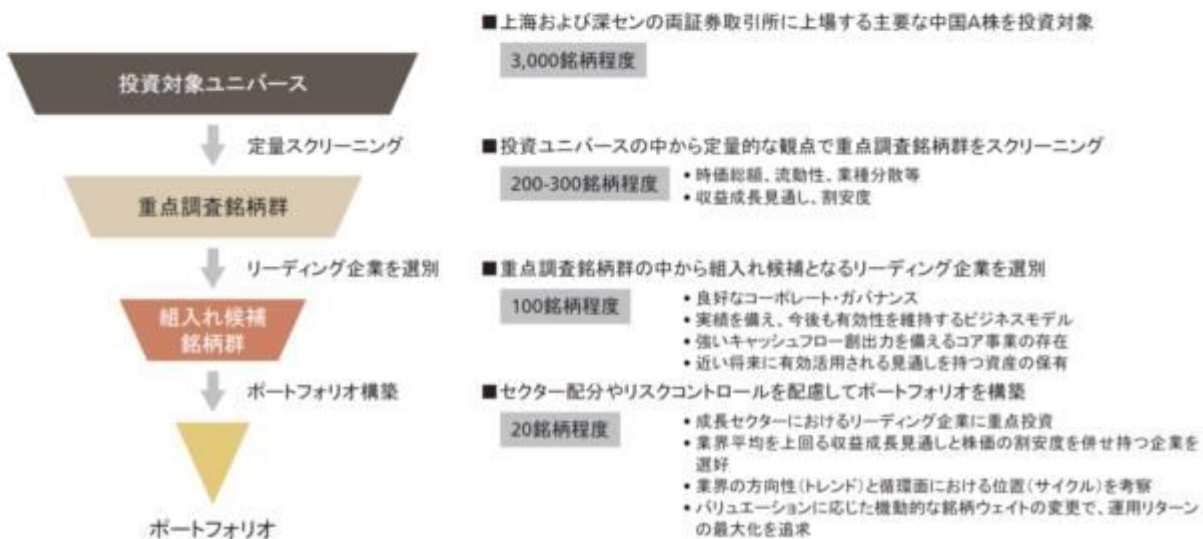 ■上海および深センの両証券取引所に上場する主要な中国A株を投資対象
3,000銘柄程度
投資対象ユニバース
定量スクリーニング
■投資ユニバースの中から定量的な観点で重点調査銘柄群をスクリーニング
200-300銘柄程度
• 時価総額、流動性、業種分散等
• 収益成長見通し、割安度
重点調査銘柄群
リーディング企業を選別
■重点調査銘柄群の中から組入れ候補となるリーディング企業を選別
100銘柄程度
• 良好なコーポレート・ガバナンス
• 実績を備え、今後も有効性を維持するビジネスモデル
• 強いキャッシュフロー創出力を備えるコア事業の存在
• 近い将来に有効活用される見通しを持つ資産の保有
組入れ候補
銘柄群
ポートフォリオ構築
■セクター配分やリスクコントロールを配慮してポートフォリオを構築
20銘柄程度
• 成長セクターにおけるリーディング企業に重点投資
• 業界平均を上回る収益成長見通しと株価の割安度を併せ持つ企業を
選好
• 業界の方向性(トレンド)と循環面における位置(サイクル)を考察
• バリュエーションに応じた機動的な銘柄ウェイトの変更で、運用リターン
の最大化を追求
ポートフォリオ